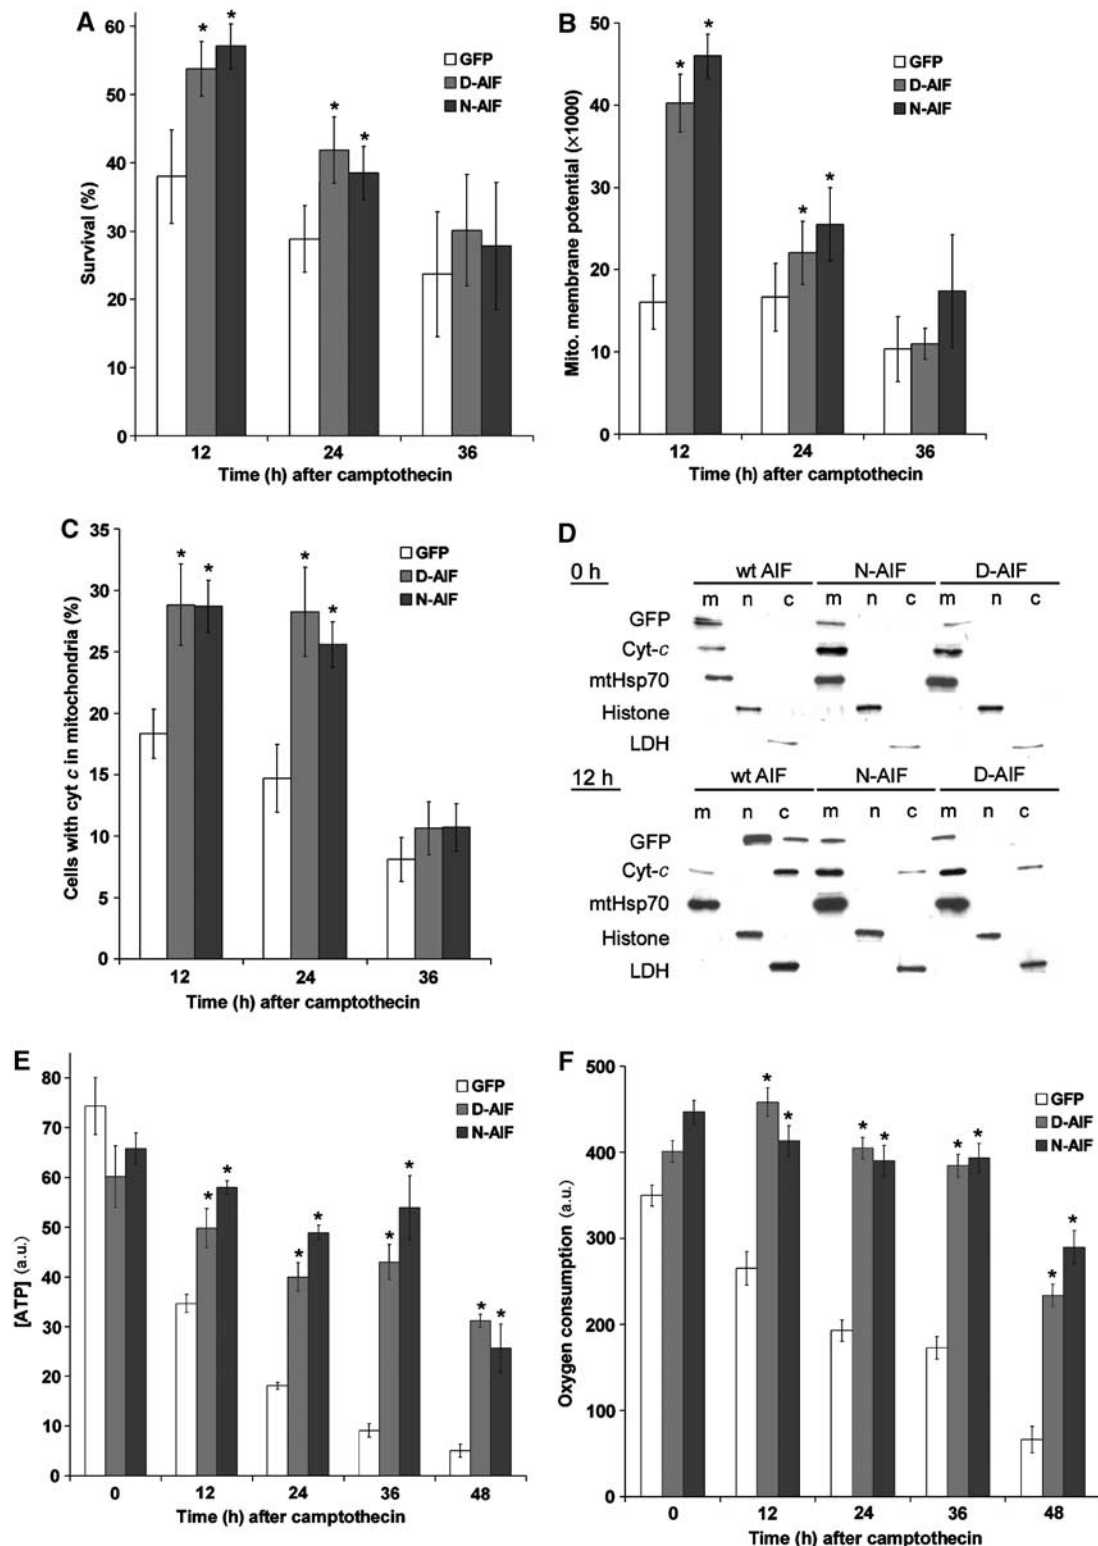 A
Survival (%)
60
50
40
30
20
10
0
* * * *
GFP
D-AIF
N-AIF
12 24 36
Time (h) after camptothecin
B
Mito. membrane potential (×1000)
50
40
30
20
10
0
* * * *
GFP
D-AIF
N-AIF
12 24 36
Time (h) after camptothecin
C
Cells with cyt c in mitochondria (%)
35
30
25
20
15
10
5
0
* * * *
GFP
D-AIF
N-AIF
12 24 36
Time (h) after camptothecin
D
0 h wt AIF N-AIF D-AIF
m n c m n c m n c
GFP
Cyt-c
mtHsp70
Histone
LDH
12 h wt AIF N-AIF D-AIF
m n c m n c m n c
GFP
Cyt-c
mtHsp70
Histone
LDH
E
[ATP] (a.u.)
80
70
60
50
40
30
20
10
0
* * * * * * * *
GFP
D-AIF
N-AIF
0 12 24 36 48
Time (h) after camptothecin
F
Oxygen consumption (a.u.)
500
400
300
200
100
0
* * * * * * * *
GFP
D-AIF
N-AIF
0 12 24 36 48
Time (h) after camptothecin